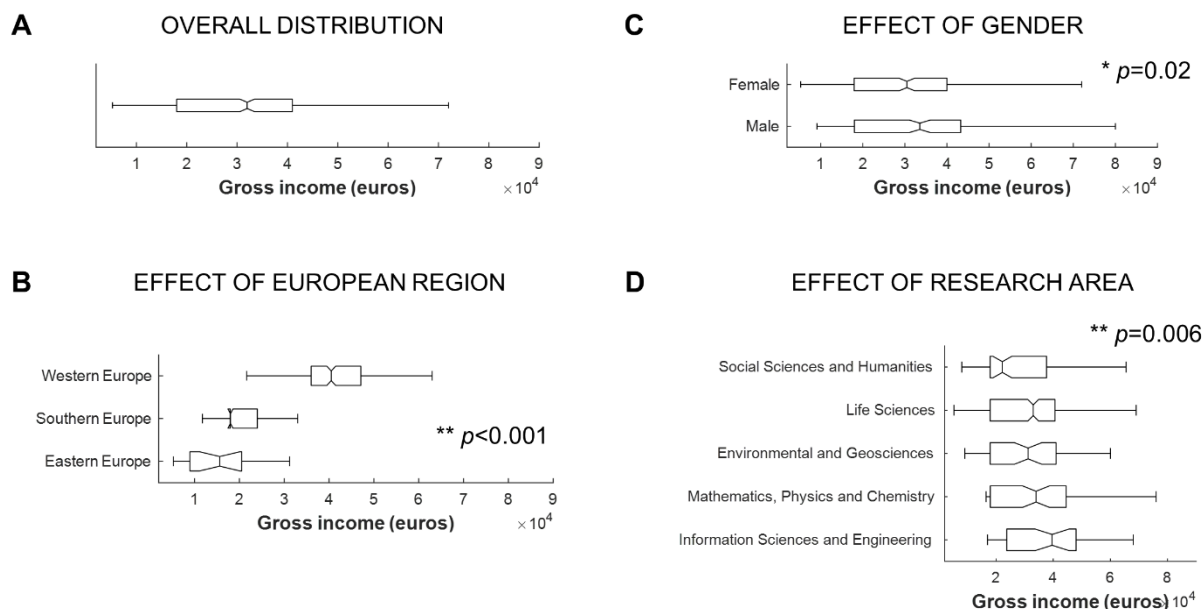 A OVERALL DISTRIBUTION
1 2 3 4 5 6 7 8 9
Gross income (euros) ×10⁴
B EFFECT OF EUROPEAN REGION
Western Europe
Southern Europe
Eastern Europe
** p<0.001
1 2 3 4 5 6 7 8 9
Gross income (euros) ×10⁴
C EFFECT OF GENDER
* p=0.02
Female
Male
1 2 3 4 5 6 7 8 9
Gross income (euros) ×10⁴
D EFFECT OF RESEARCH AREA
** p=0.006
Social Sciences and Humanities
Life Sciences
Environmental and Geosciences
Mathematics, Physics and Chemistry
Information Sciences and Engineering
2 4 6 8
Gross income (euros) ×10⁴